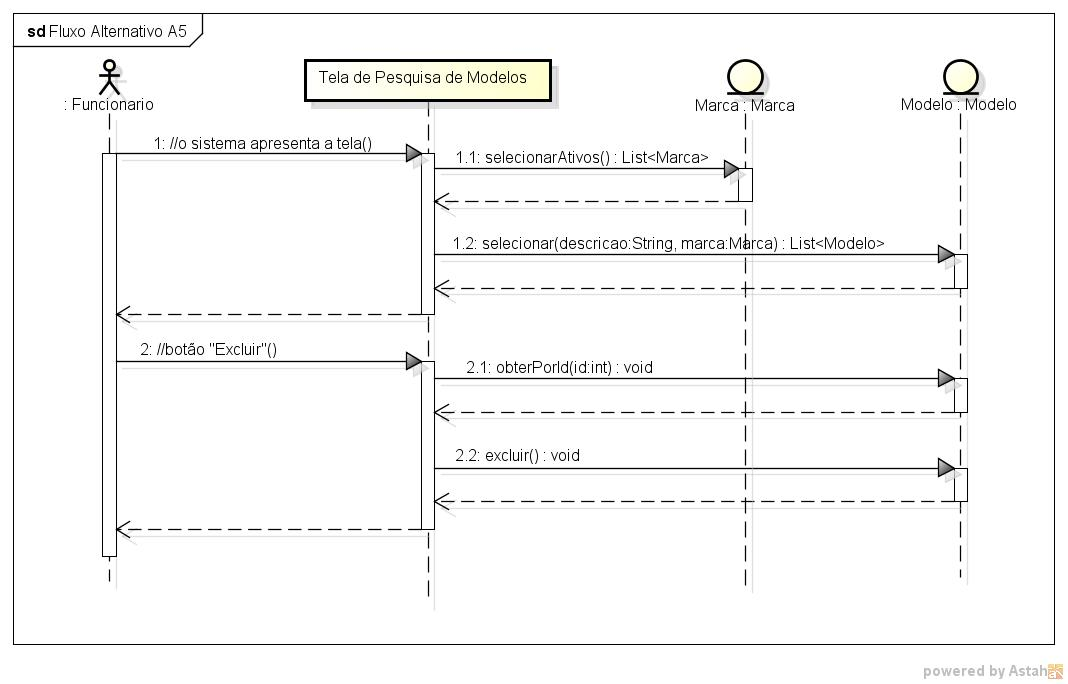 sd Fluxo Alternativo A5
: Funcionario
Tela de Pesquisa de Modelos
Marca : Marca
Modelo : Modelo
1: //o sistema apresenta a tela()
1.1: selecionarAtivos() : List<Marca>
1.2: selecionar(descricao:String, marca:Marca) : List<Modelo>
2: //botão "Excluir"()
2.1: obterPorId(id:int) : void
2.2: excluir() : void
powered by Astah